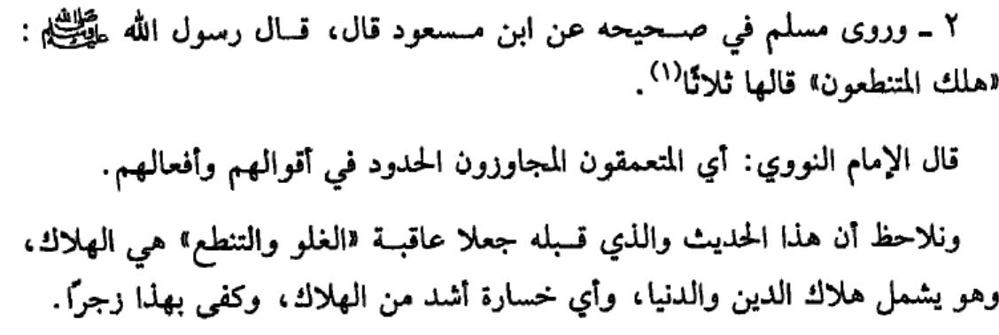 ٢ ـ وروى مسلم في صحيحه عن ابن مسعود قال، قال رسول الله ﷺ :
«هلك المتنطعون» قالها ثلاثًا(١) .
قال الإمام النووي: أي المتعمقون المجاوزون الحدود في أقوالهم وأفعالهم.
ونلاحظ أن هذا الحديث والذي قبله جعلا عاقبة «الغلو والتنطع» هي الهلاك،
وهو يشمل هلاك الدين والدنيا، وأي خسارة أشد من الهلاك، وكفى بهذا زجرًا.